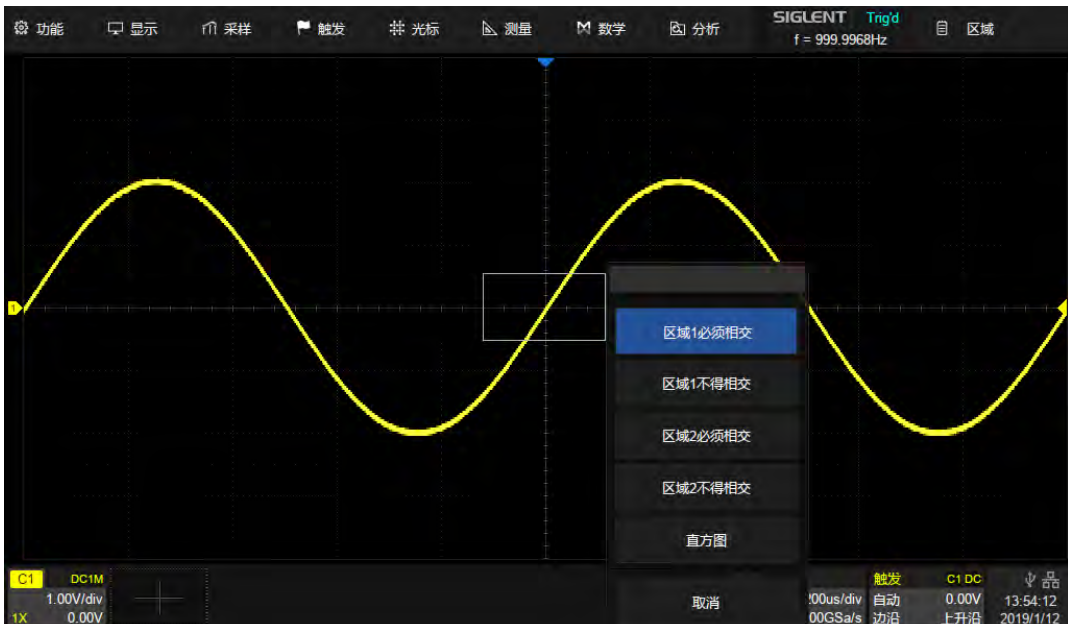 功能 显示 采样 触发 光标 测量 数学 分析 SIGLENT Trig'd 区域
f = 999.9968Hz
1
区域1必须相交
区域1不得相交
区域2必须相交
区域2不得相交
直方图
取消
C1 DC1M 触发 C1 DC
1.00V/div 00us/div 自动 0.00V 13:54:12
1X 0.00V 00GSa/s 边沿 上升沿 2019/1/12